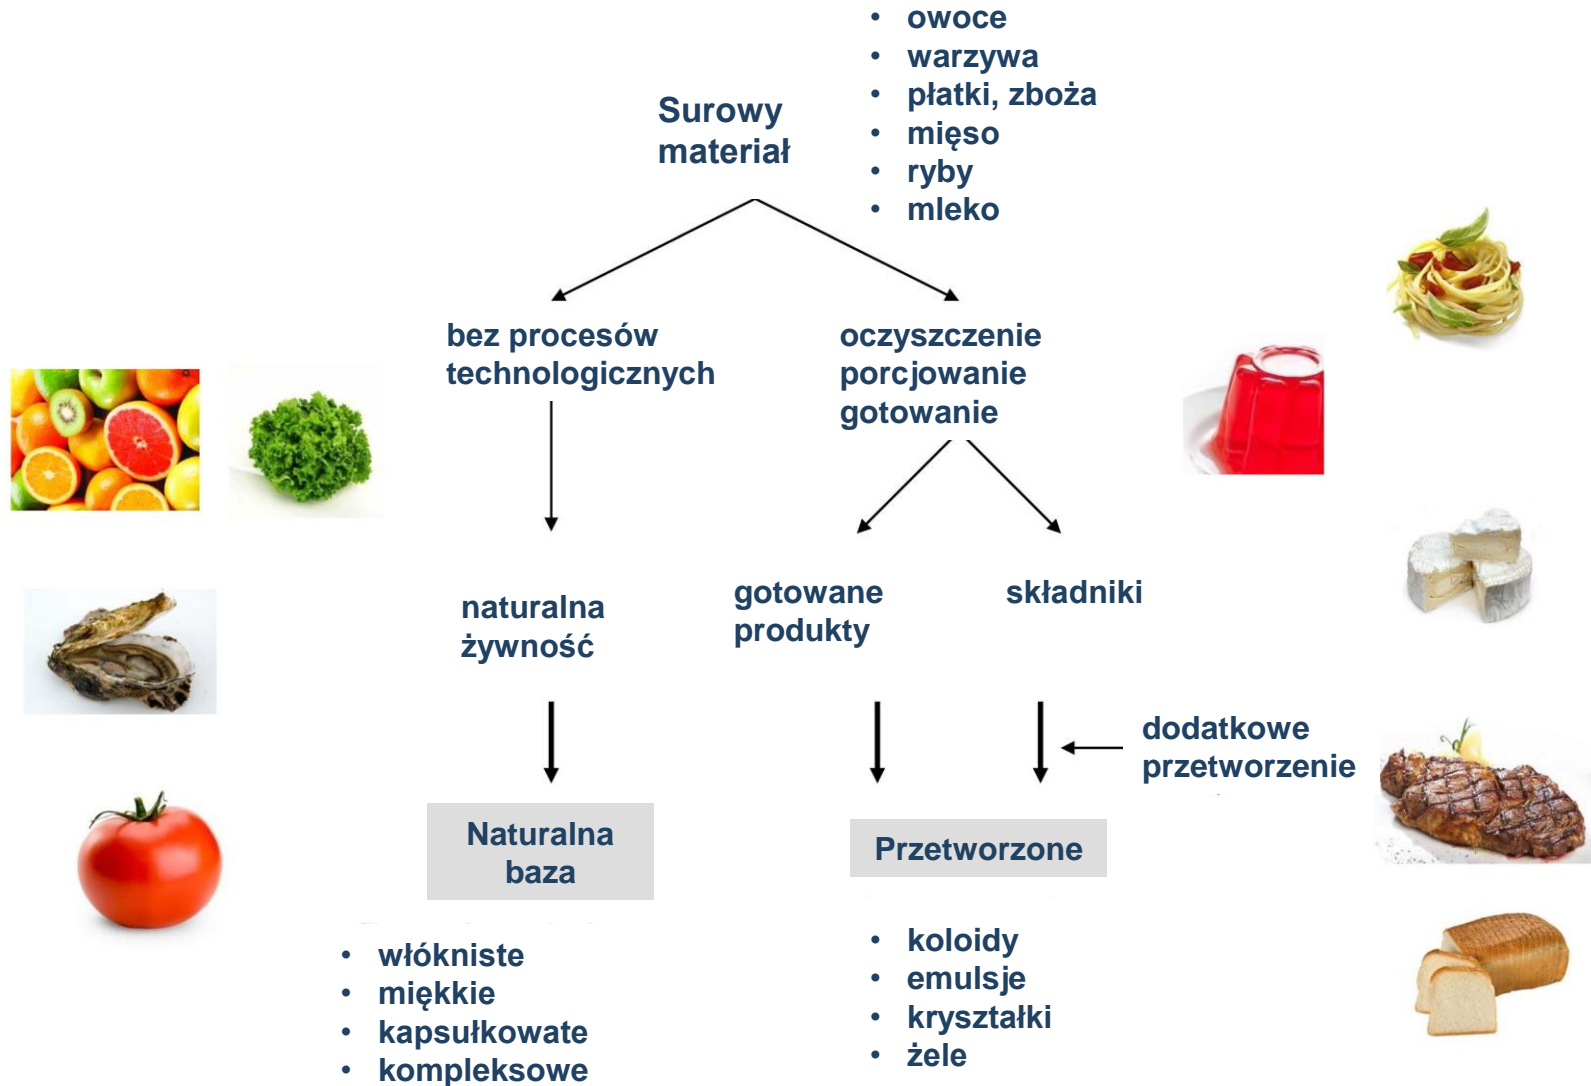 • owoce
• warzywa
• płatki, zboża
• mięso
• ryby
• mleko
Surowy
materiał
bez procesów
technologicznych
oczyszczenie
porcjowanie
gotowanie
naturalna
żywność
gotowane
produkty
składniki
dodatkowe
przetworzenie
Naturalna
baza
Przetworzone
• włókniste
• miękkie
• kapsułkowate
• kompleksowe
• koloidy
• emulsje
• kryształki
• żele